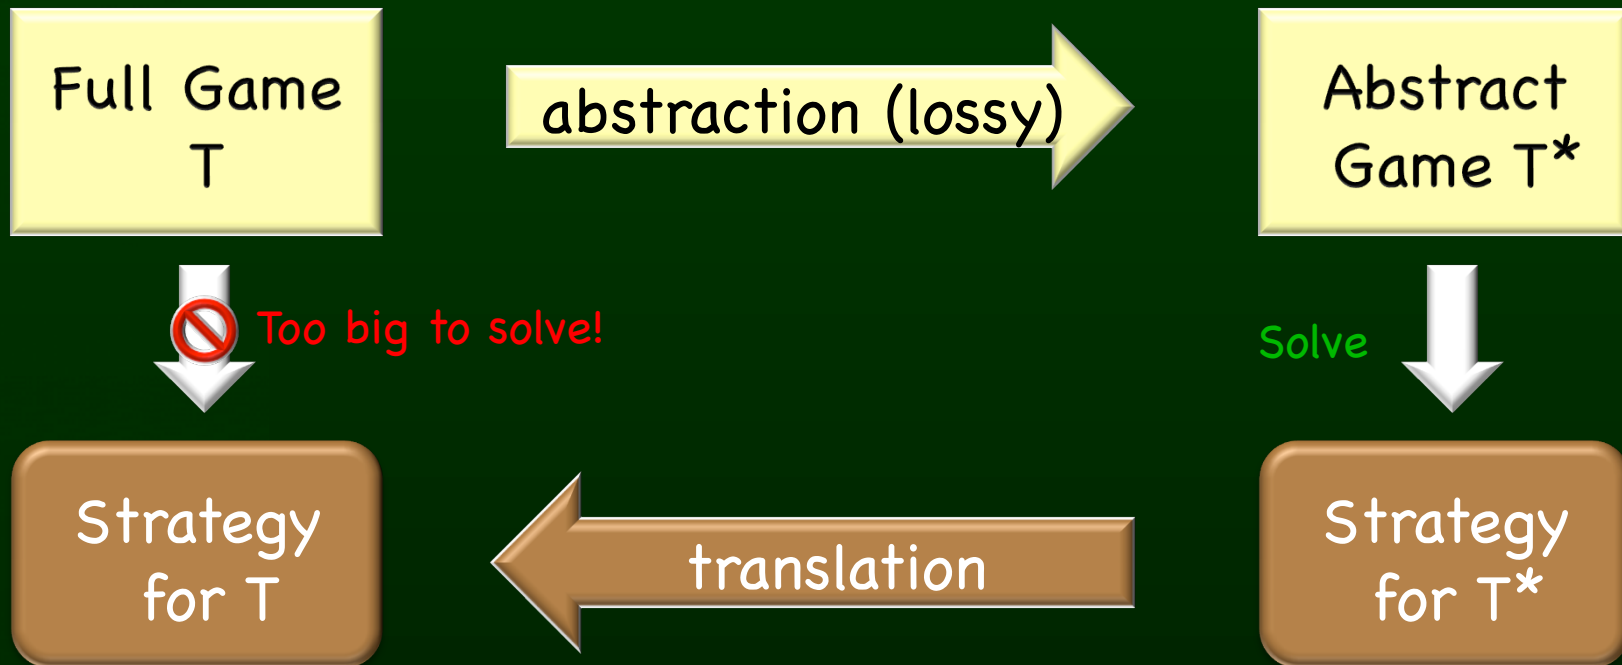 Full Game
T
abstraction (lossy)
Abstract
Game T*
Too big to solve!
Solve
Strategy
for T
translation
Strategy
for T*